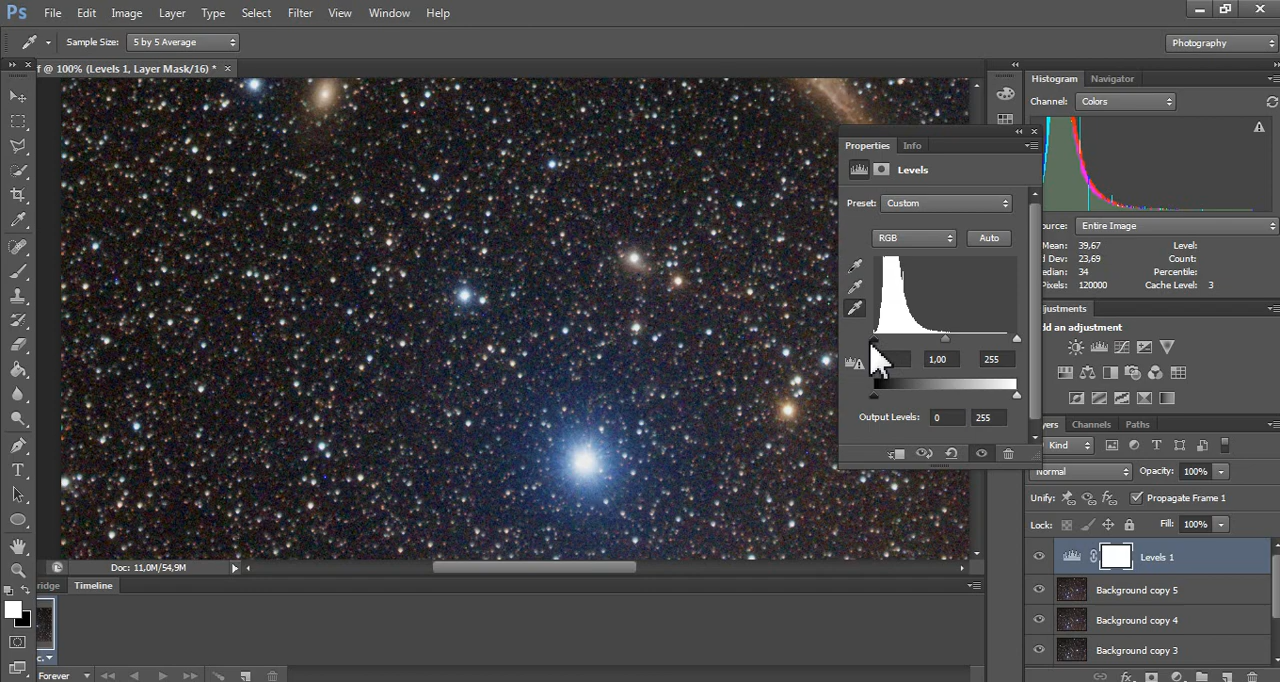 Ps File Edit Image Layer Type Select Filter View Window Help
Sample Size: 5 by 5 Average Photography
f @ 100% (Levels 1, Layer Mask/16) * ×
Histogram Navigator
Channel: Colors
ource: Entire Image
Mean: 39,67 Level:
d Dev: 23,69 Count:
edian: 34 Percentile:
Pixels: 120000 Cache Level: 3
Properties Info
Levels
Preset: Custom
RGB Auto
1,00 255
Output Levels: 0 255
djustments
dd an adjustment
yers Channels Paths
Kind
Normal Opacity: 100%
Unify: Propagate Frame 1
Lock: Fill: 100%
Levels 1
Background copy 5
Background copy 4
Background copy 3
Doc: 11,0M/54,9M
ridge Timeline
c.
Forever
T